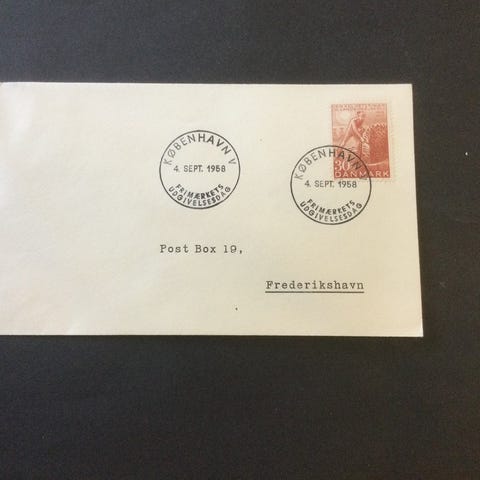 KØBENHAVN V
4. SEPT. 1958
FRIMÆRKETS
UDGIVELSESDAG
KØBENHAVN V
4. SEPT. 1958
FRIMÆRKETS
UDGIVELSESDAG
30
DANMARK
Post Box 19,
Frederikshavn